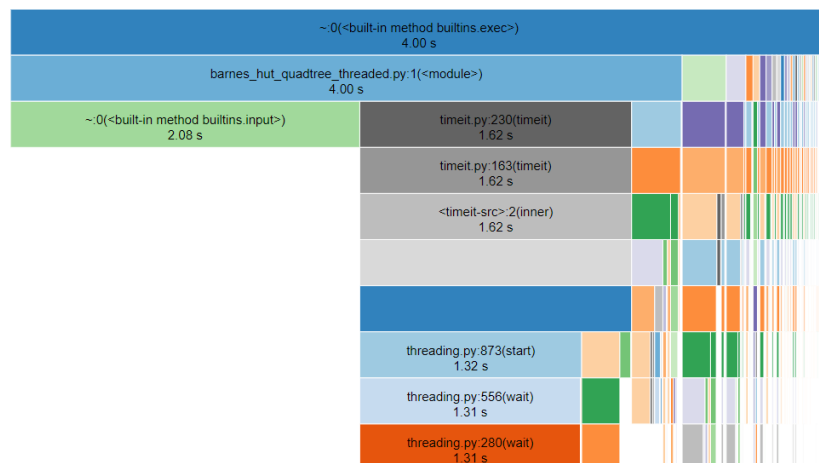 ~:0(<built-in method builtins.exec>)
4.00 s
barnes_hut_quadtree_threaded.py:1(<module>)
4.00 s
~:0(<built-in method builtins.input>)
2.08 s
timeit.py:230(timeit)
1.62 s
timeit.py:163(timeit)
1.62 s
<timeit-src>:2(inner)
1.62 s
threading.py:873(start)
1.32 s
threading.py:556(wait)
1.31 s
threading.py:280(wait)
1.31 s